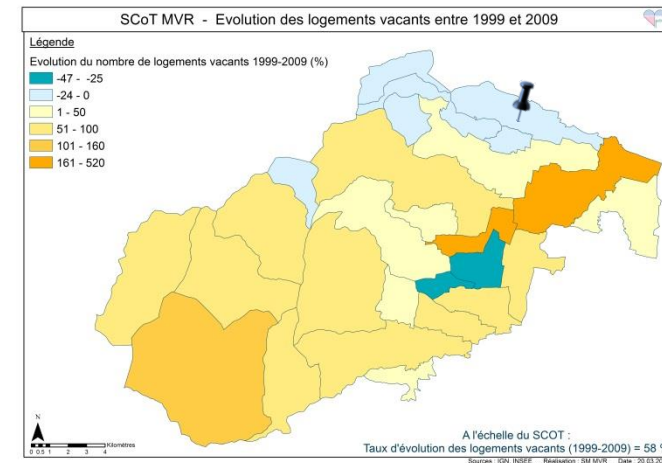 SCoT MVR - Evolution des logements vacants entre 1999 et 2009
Légende
Evolution du nombre de logements vacants 1999-2009 (%)
-47 - -25
-24 - 0
1 - 50
51 - 100
101 - 160
161 - 520
N
0 0.5 1 2 3 4 Kilomètres
A l'échelle du SCOT :
Taux d'évolution des logements vacants (1999-2009) = 58 %
Sources : IGN, INSEE Réalisation : SM MVR Date : 20.03.20